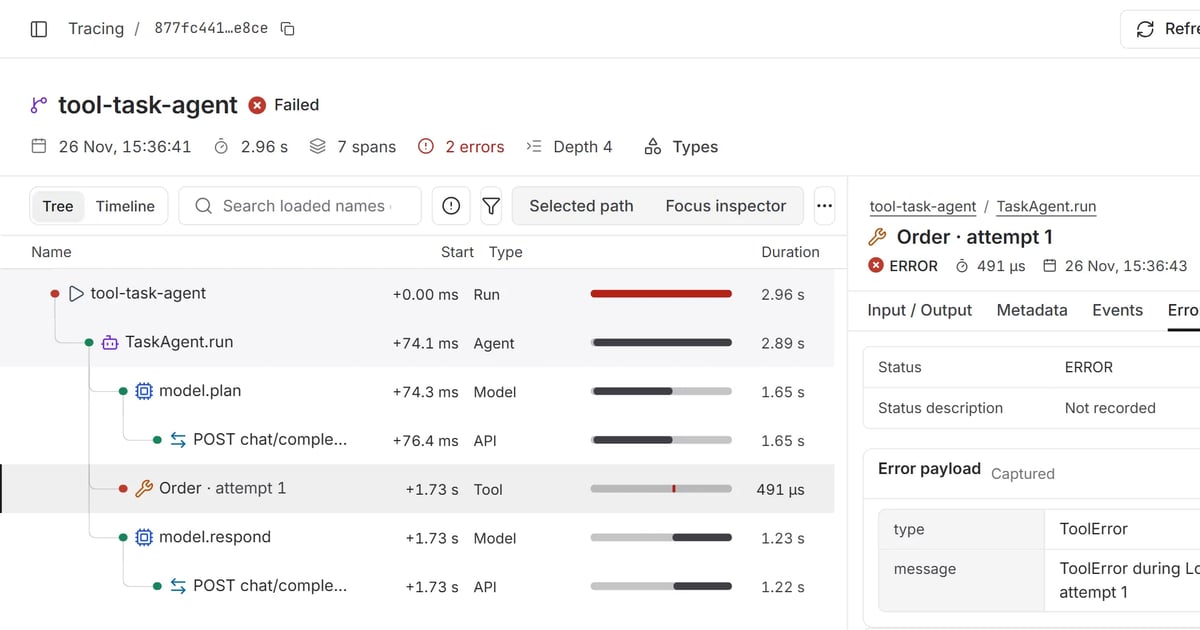 Tracing / 877fc441…e8ce
tool-task-agent Failed
26 Nov, 15:36:41 2.96 s 7 spans 2 errors Depth 4 Types
Tree Timeline Search loaded names Selected path Focus inspector
Name Start Type Duration
tool-task-agent +0.00 ms Run 2.96 s
TaskAgent.run +74.1 ms Agent 2.89 s
model.plan +74.3 ms Model 1.65 s
POST chat/comple... +76.4 ms API 1.65 s
Order · attempt 1 +1.73 s Tool 491 µs
model.respond +1.73 s Model 1.23 s
POST chat/comple... +1.73 s API 1.22 s
tool-task-agent / TaskAgent.run
Order · attempt 1
ERROR 491 µs 26 Nov, 15:36:43
Input / Output Metadata Events
Status ERROR
Status description Not recorded
Error payload Captured
type ToolError
message ToolError during
attempt 1